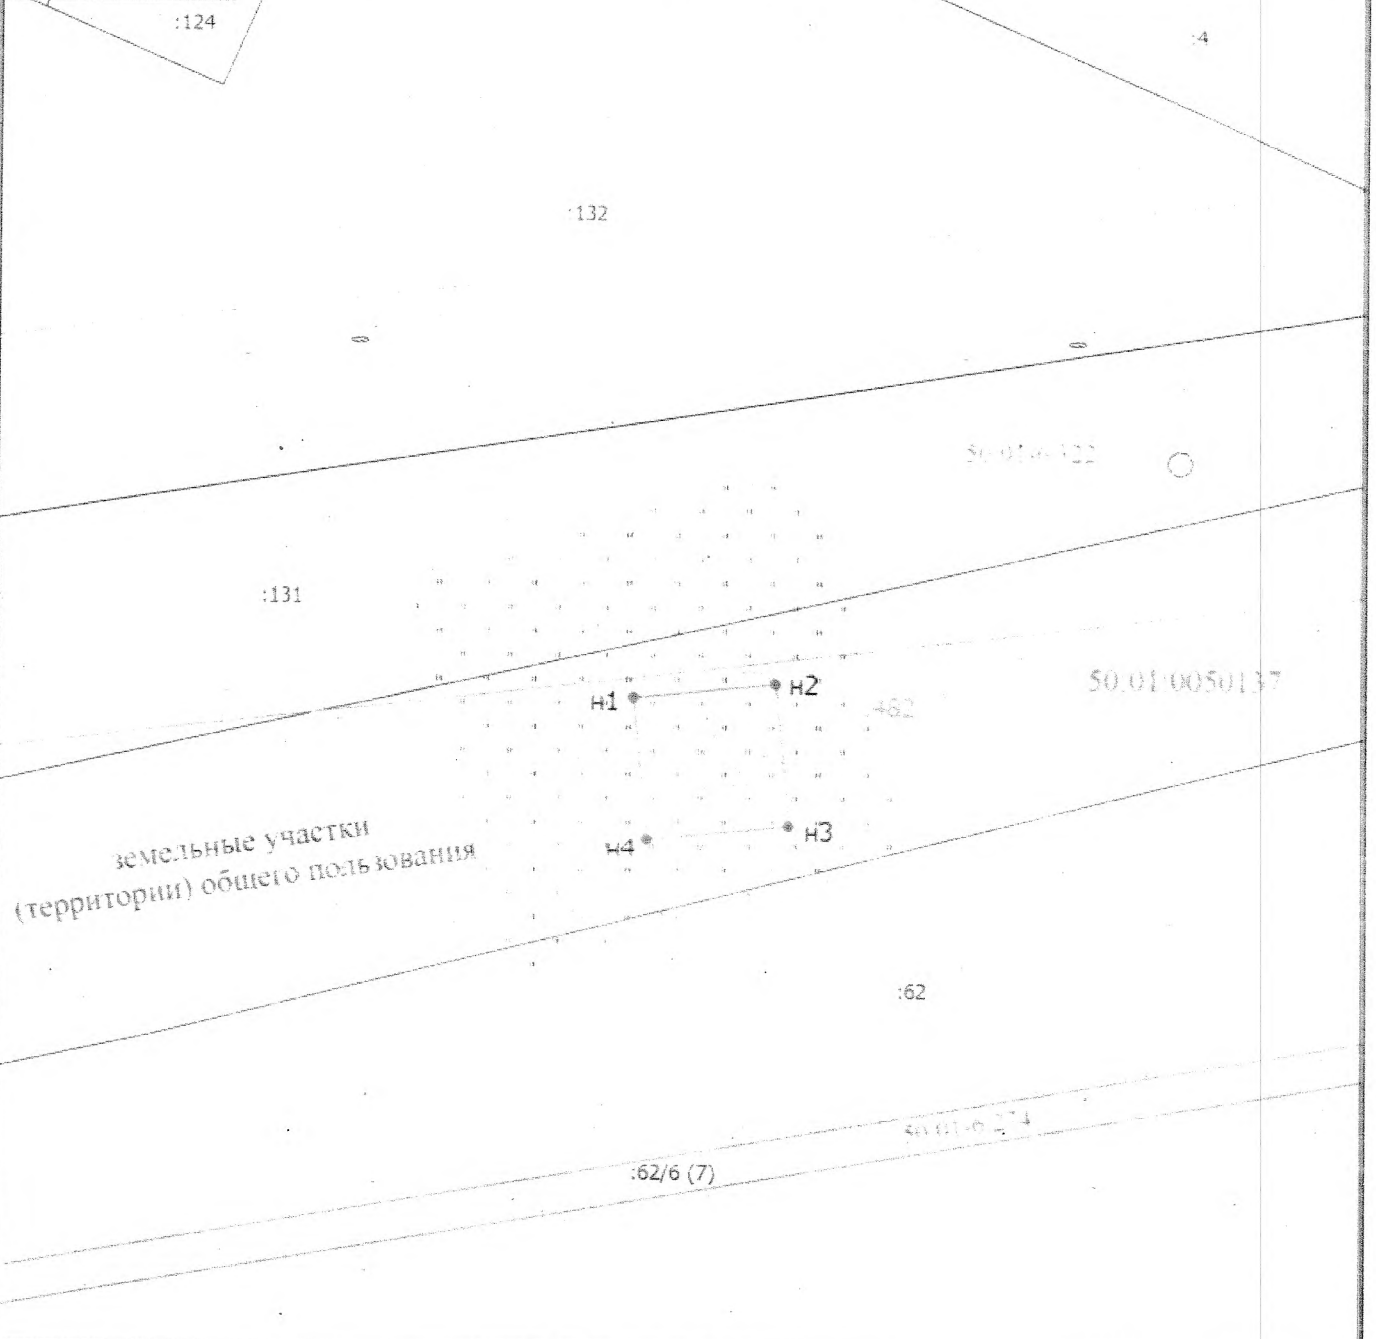 :124
:4
:132
:131
н1
н2
:482
50:01:0050137
земельные участки
(территории) общего пользования
н4
н3
:62
:62/6 (7)